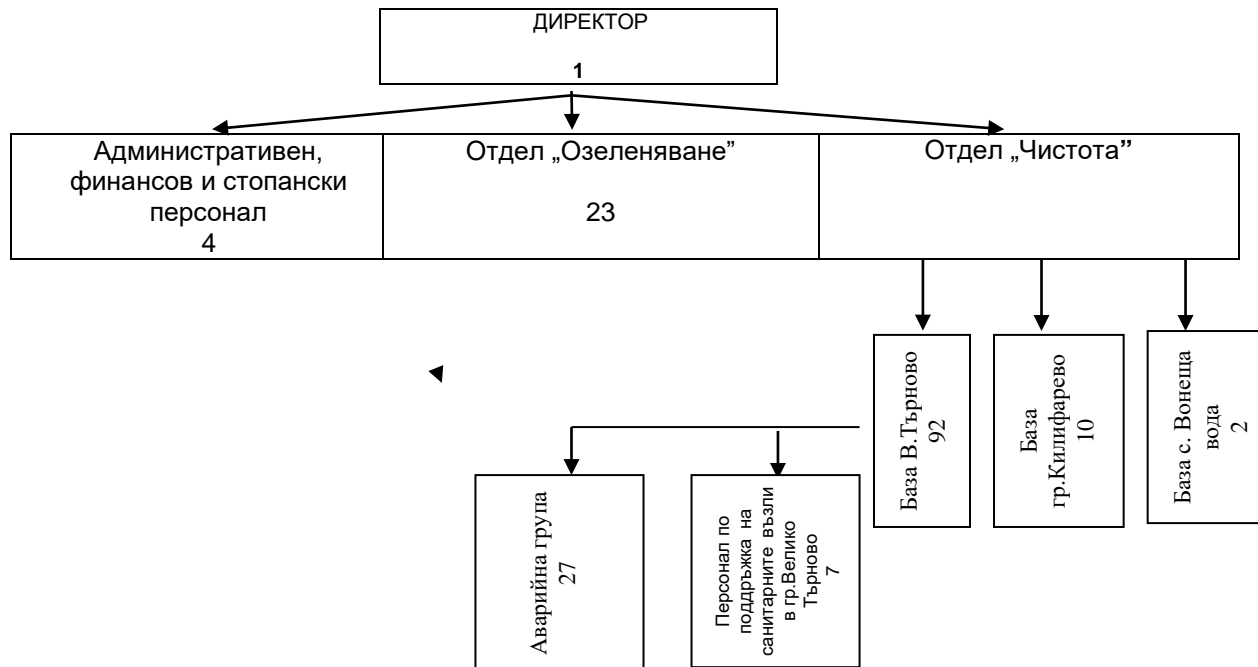 ДИРЕКТОР
1
Административен,
финансов и стопански
персонал
4
Отдел „Озеленяване”
23
Отдел „Чистота”
База В.Търново
92
База
гр.Килифарево
10
База с. Вонеща
вода
2
Аварийна група
27
Персонал по
поддръжка на
санитарните възли
в гр.Велико
Търново
7